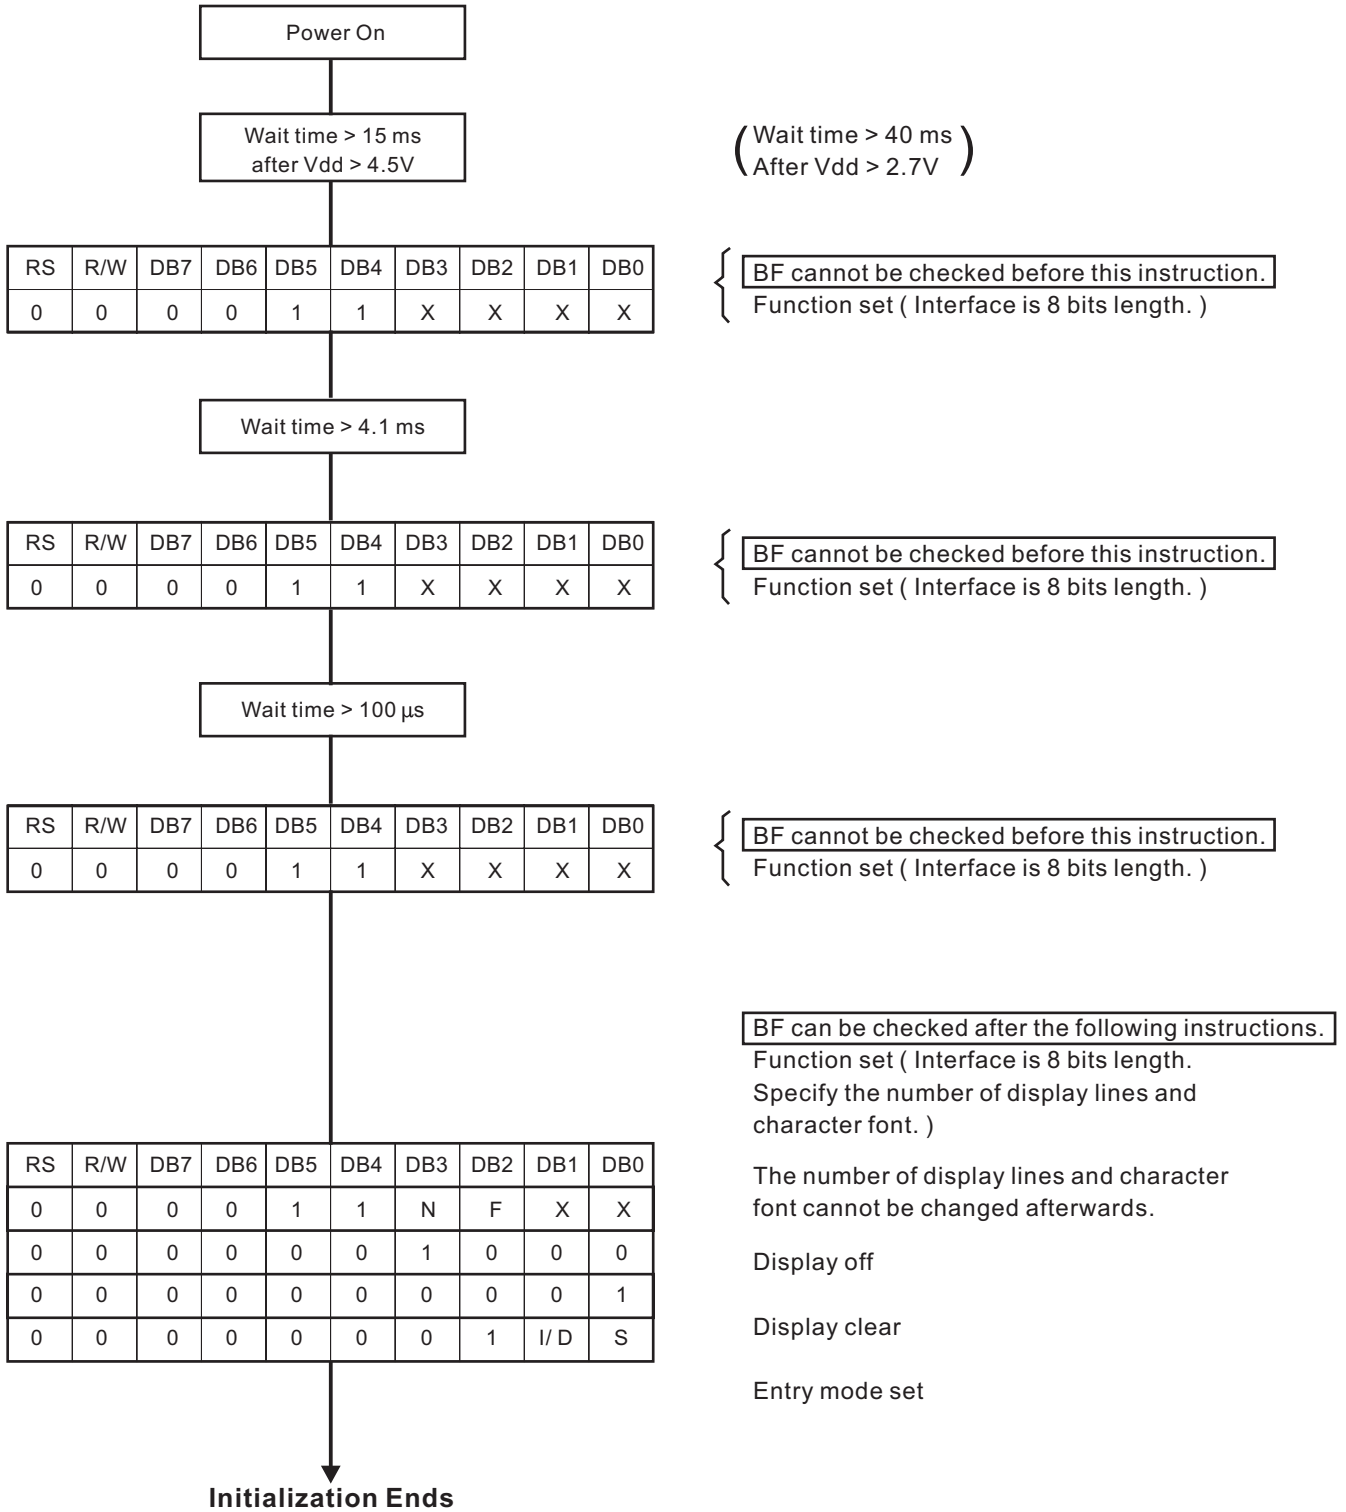 Power On
Wait time > 15 ms
after Vdd > 4.5V
(Wait time > 40 ms
After Vdd > 2.7V)
RS R/W DB7 DB6 DB5 DB4 DB3 DB2 DB1 DB0
0 0 0 0 1 1 X X X X
BF cannot be checked before this instruction.
Function set ( Interface is 8 bits length. )
Wait time > 4.1 ms
RS R/W DB7 DB6 DB5 DB4 DB3 DB2 DB1 DB0
0 0 0 0 1 1 X X X X
BF cannot be checked before this instruction.
Function set ( Interface is 8 bits length. )
Wait time > 100 µs
RS R/W DB7 DB6 DB5 DB4 DB3 DB2 DB1 DB0
0 0 0 0 1 1 X X X X
BF cannot be checked before this instruction.
Function set ( Interface is 8 bits length. )
BF can be checked after the following instructions.
Function set ( Interface is 8 bits length.
Specify the number of display lines and
character font. )
RS R/W DB7 DB6 DB5 DB4 DB3 DB2 DB1 DB0
0 0 0 0 1 1 N F X X
0 0 0 0 0 0 1 0 0 0
0 0 0 0 0 0 0 0 0 1
0 0 0 0 0 0 0 1 I/ D S
The number of display lines and character
font cannot be changed afterwards.
Display off
Display clear
Entry mode set
Initialization Ends